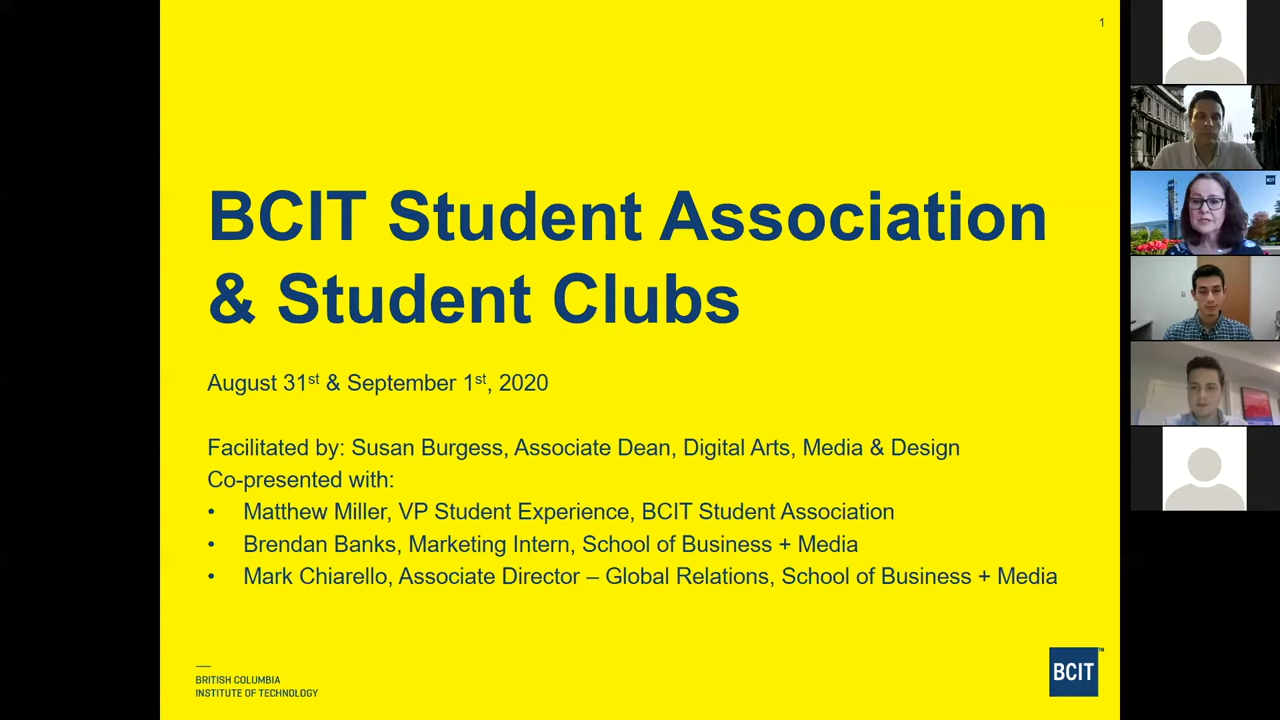 1
BCIT Student Association
& Student Clubs
August 31st & September 1st, 2020
Facilitated by: Susan Burgess, Associate Dean, Digital Arts, Media & Design
Co-presented with:
• Matthew Miller, VP Student Experience, BCIT Student Association
• Brendan Banks, Marketing Intern, School of Business + Media
• Mark Chiarello, Associate Director – Global Relations, School of Business + Media
BRITISH COLUMBIA
INSTITUTE OF TECHNOLOGY
BCIT™
BCIT